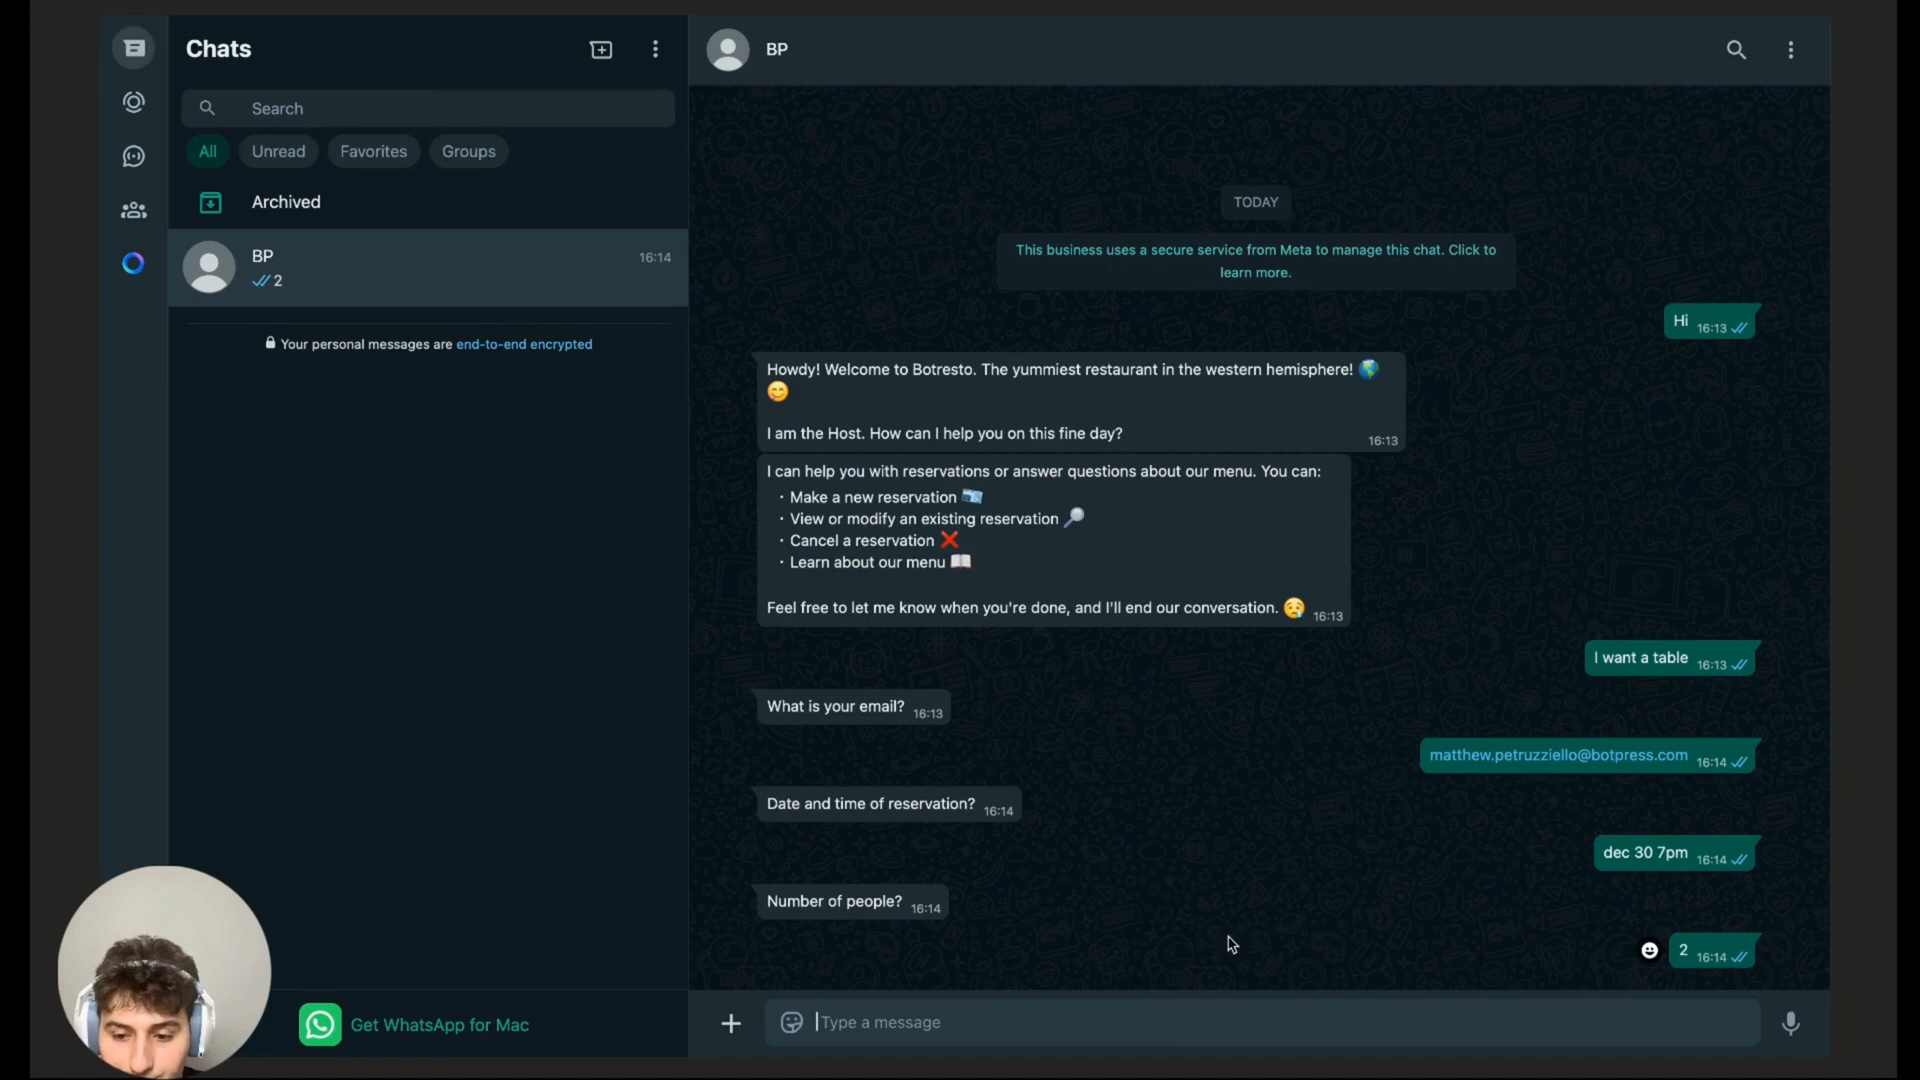 Chats
Search
All
Unread
Favorites
Groups
Archived
BP
16:14
2
Your personal messages are end-to-end encrypted
Get WhatsApp for Mac
BP
TODAY
This business uses a secure service from Meta to manage this chat. Click to
learn more.
Hi 16:13
Howdy! Welcome to Botresto. The yummiest restaurant in the western hemisphere! 🌎
😋
I am the Host. How can I help you on this fine day?
16:13
I can help you with reservations or answer questions about our menu. You can:
· Make a new reservation 🎫
· View or modify an existing reservation 🔎
· Cancel a reservation ❌
· Learn about our menu 📖
Feel free to let me know when you're done, and I'll end our conversation. 😢 16:13
I want a table 16:13
What is your email? 16:13
matthew.petruzziello@botpress.com 16:14
Date and time of reservation? 16:14
dec 30 7pm 16:14
Number of people? 16:14
2 16:14
Type a message